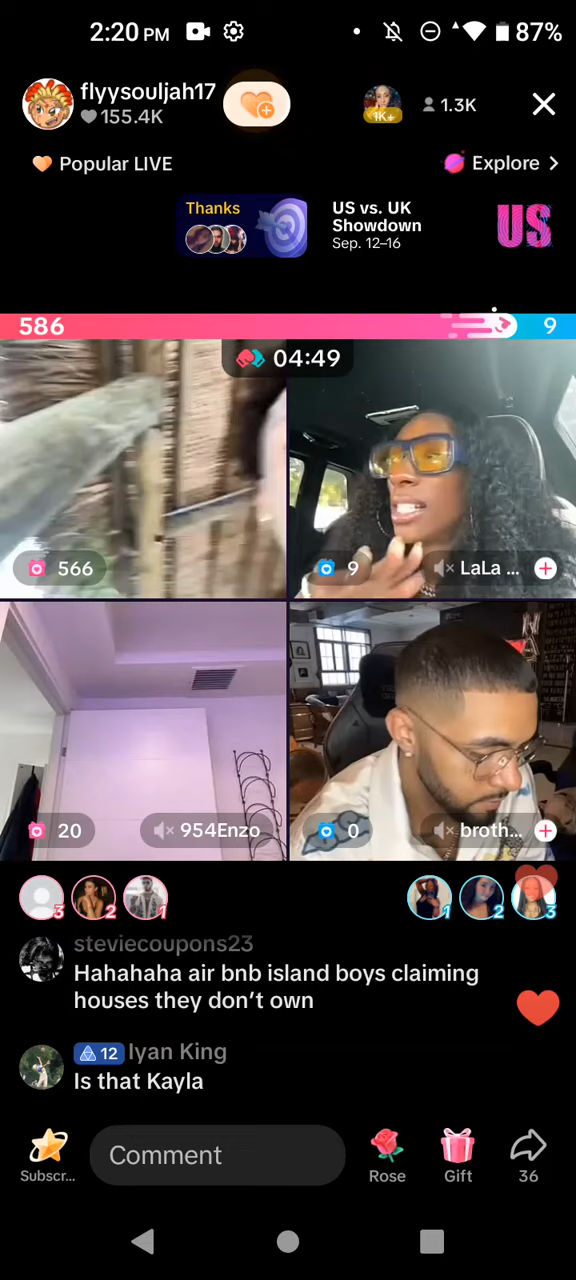 2:20 PM
87%
flyysouljah17
155.4K
1K+
1.3K
Popular LIVE
Explore
Thanks
US vs. UK
Showdown
Sep. 12–16
US
586
9
04:49
566
9
LaLa ...
20
954Enzo
0
broth...
3
2
1
1
2
3
steviecoupons23
Hahahaha air bnb island boys claiming
houses they don’t own
12 Iyan King
Is that Kayla
Subscr...
Comment
Rose
Gift
36